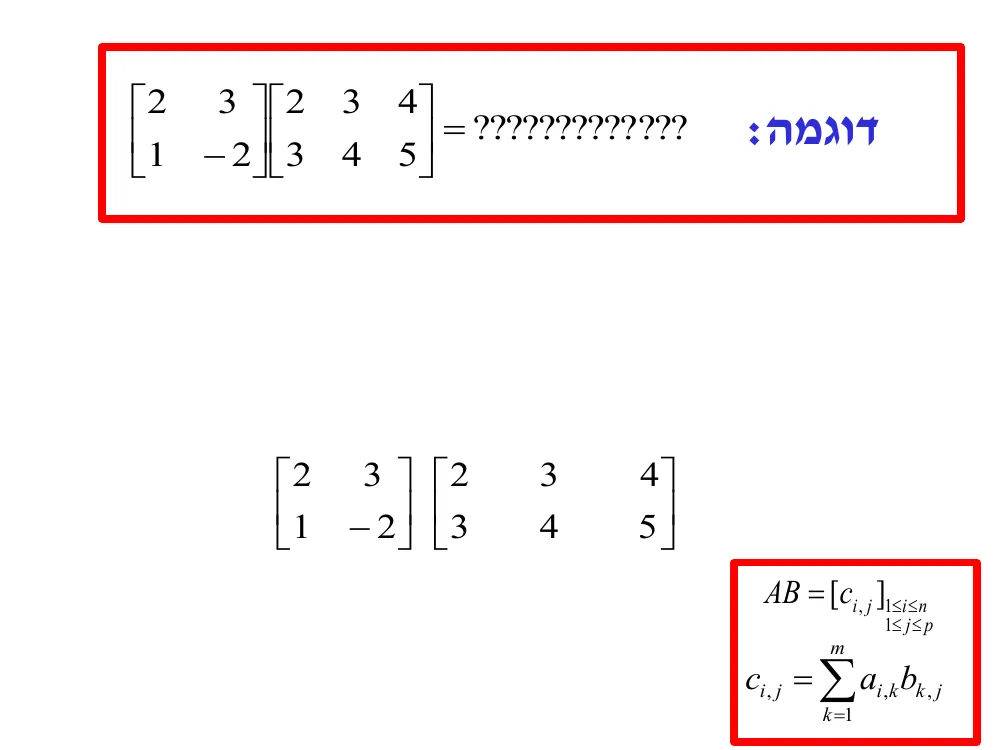 דוגמה: [2 3; 1 −2][2 3 4; 3 4 5] = ?????????????
[2 3; 1 −2] [2 3 4; 3 4 5]
AB = [c_{i,j}]_{1≤i≤n, 1≤j≤p}
c_{i,j} = ∑_{k=1}^{m} a_{i,k} b_{k,j}